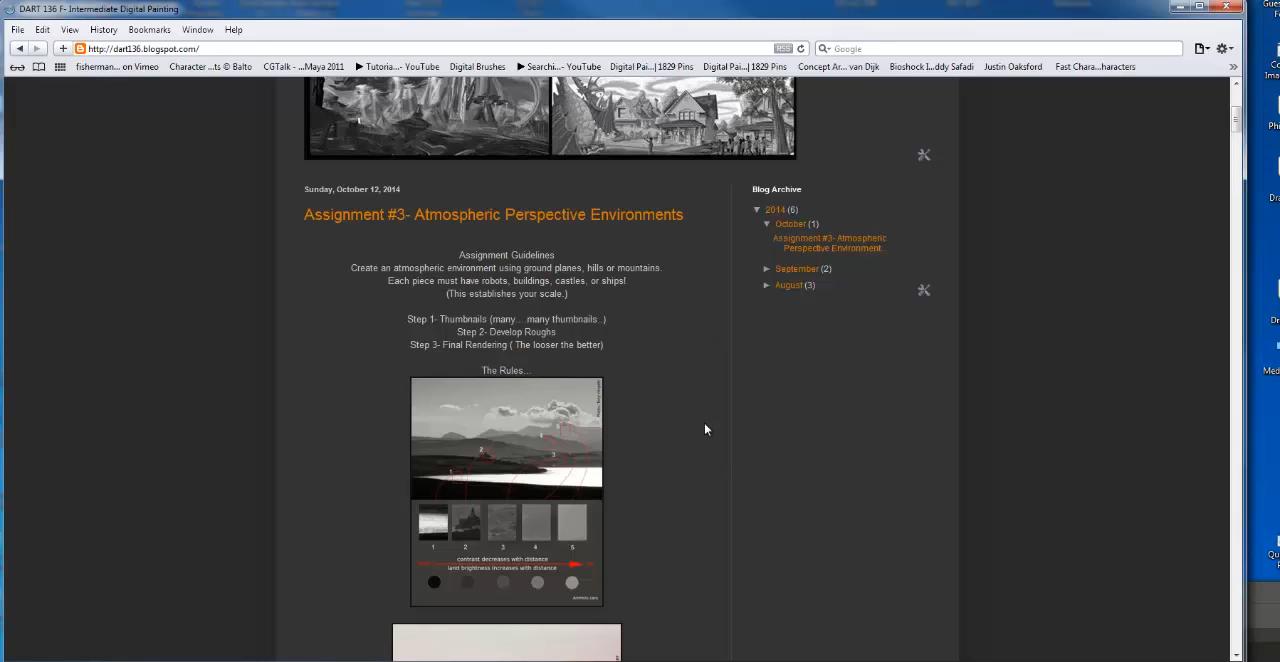 DART 136 F- Intermediate Digital Painting
File Edit View History Bookmarks Window Help
http://dart136.blogspot.com/ RSS Google
fisherman... on Vimeo Character ...ts © Balto CGTalk - ...Maya 2011 Tutoria...- YouTube Digital Brushes Searchi...- YouTube Digital Pai...| 1829 Pins Digital Pai...| 1829 Pins Concept Ar...van Dijk Bioshock I...ddy Safadi Justin Oaksford Fast Chara...haracters
Sunday, October 12, 2014
Assignment #3- Atmospheric Perspective Environments
Assignment Guidelines
Create an atmospheric environment using ground planes, hills or mountains.
Each piece must have robots, buildings, castles, or ships!
(This establishes your scale.)
Step 1- Thumbnails (many....many thumbnails..)
Step 2- Develop Roughs
Step 3- Final Rendering ( The looser the better)
The Rules...
1 2 3 4 5
contrast decreases with distance
land brightness increases with distance
Blog Archive
▼ 2014 (6)
▼ October (1)
Assignment #3- Atmospheric
Perspective Environment...
► September (2)
► August (3)